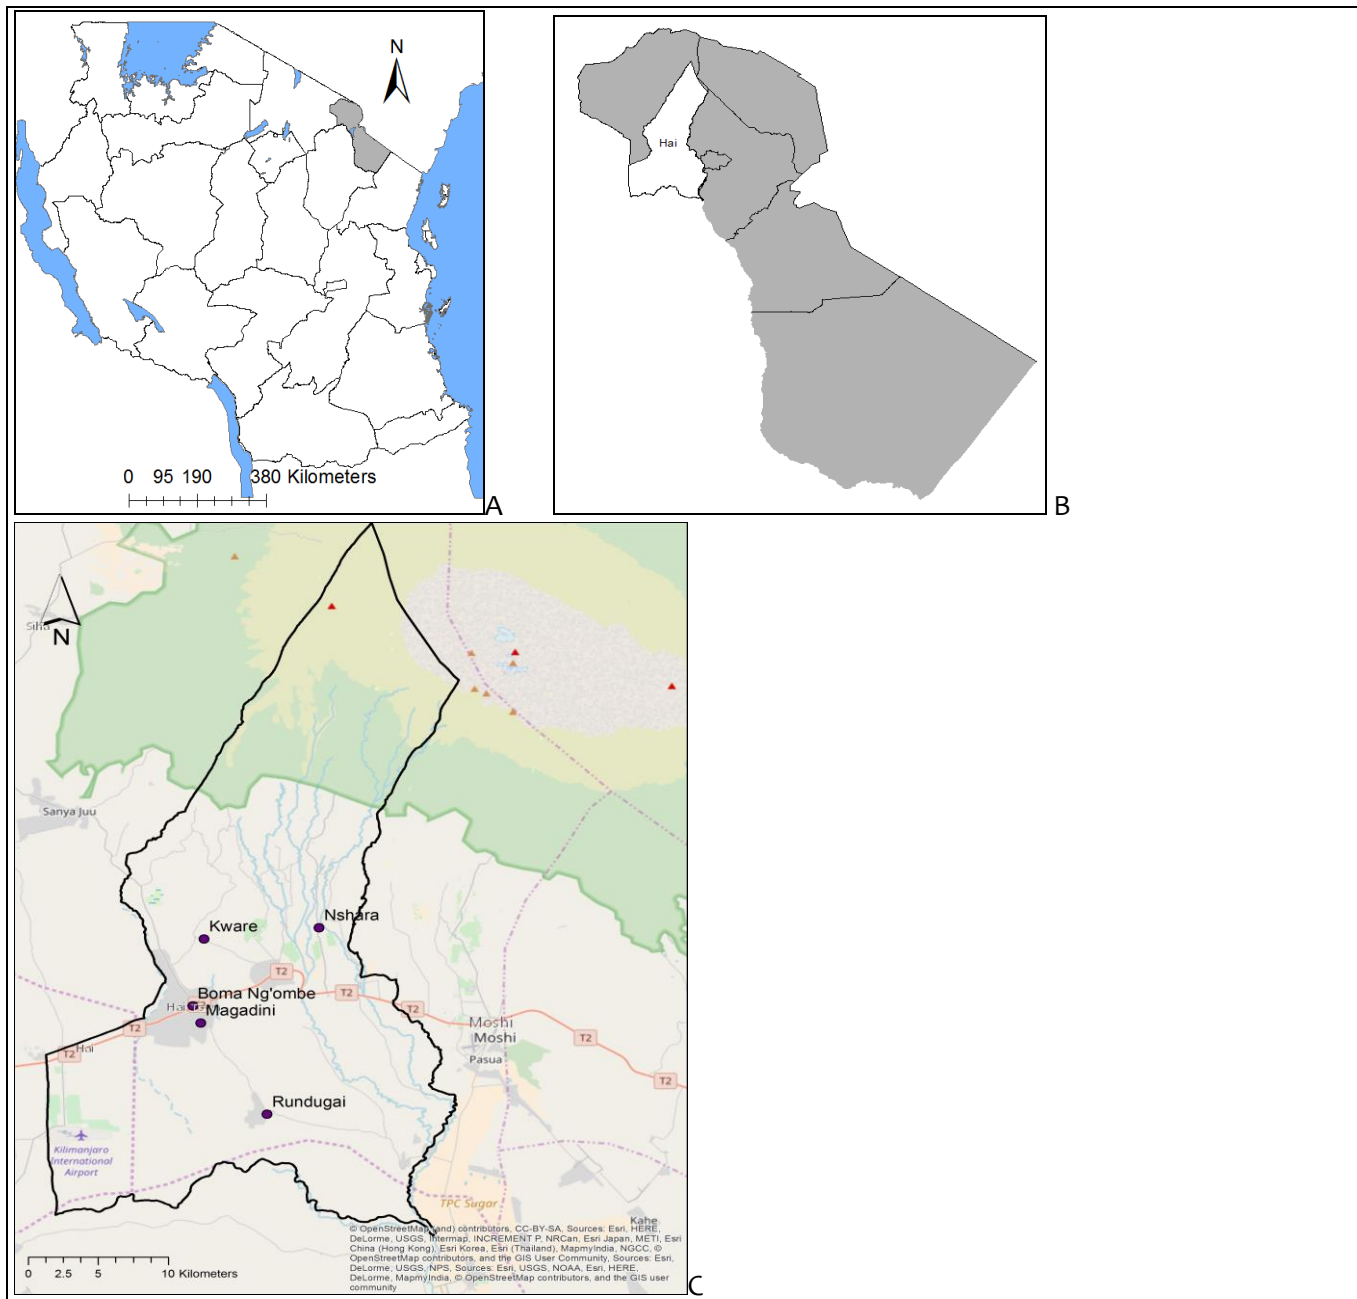 N
0 95 190 380 Kilometers
A
Hai
B
N
Sanya Juu
Kware
Nshara
T2
T2
Boma Ng'ombe
Magadini
T2
T2
T2
T2
T2
Hai
Moshi
Moshi
Pasua
Rundugai
Kilimanjaro
International
Airport
TPC Sugar
Kahe
© OpenStreetMap (and) contributors, CC-BY-SA, Sources: Esri, HERE,
DeLorme, USGS, Intermap, INCREMENT P, NRCan, Esri Japan, METI, Esri
China (Hong Kong), Esri Korea, Esri (Thailand), MapmyIndia, NGCC, ©
OpenStreetMap contributors, and the GIS User Community, Sources: Esri,
DeLorme, USGS, NPS, Sources: Esri, USGS, NOAA, Esri, HERE,
DeLorme, MapmyIndia, © OpenStreetMap contributors, and the GIS user
community
0 2.5 5 10 Kilometers
C